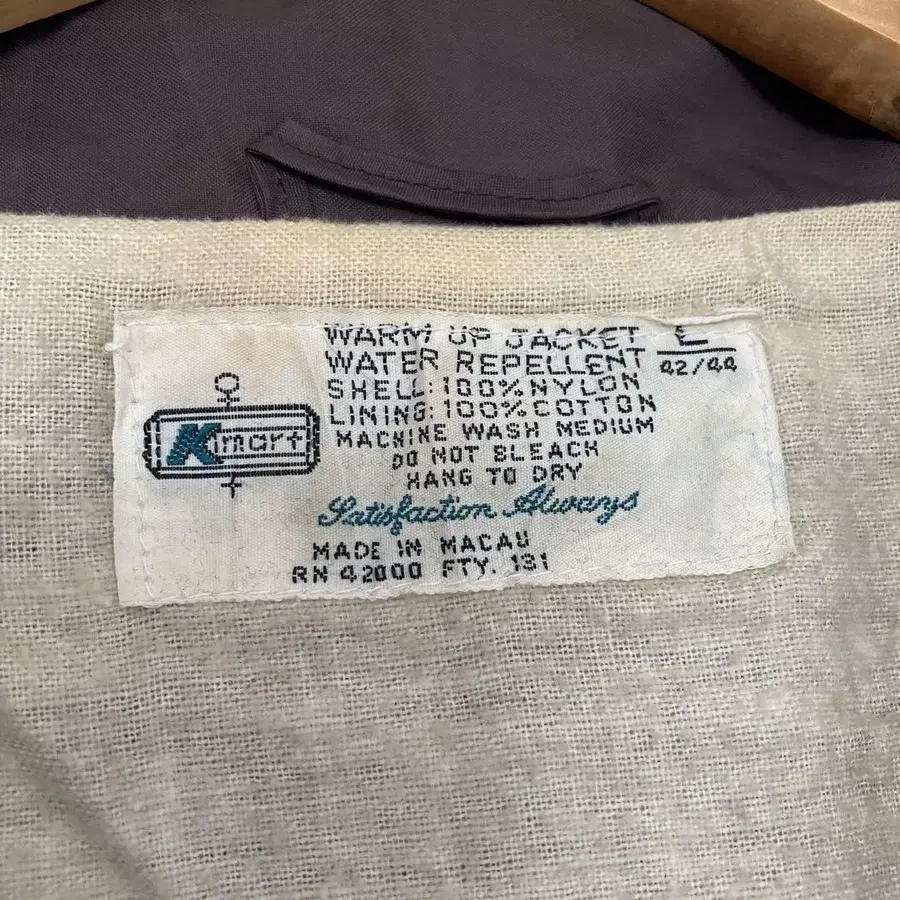 WARM UP JACKET L
WATER REPELLENT 42/44
SHELL: 100% NYLON
LINING: 100% COTTON
MACHINE WASH MEDIUM
DO NOT BLEACH
HANG TO DRY
Kmart
Satisfaction Always
MADE IN MACAU
RN 42000 FTY. 131